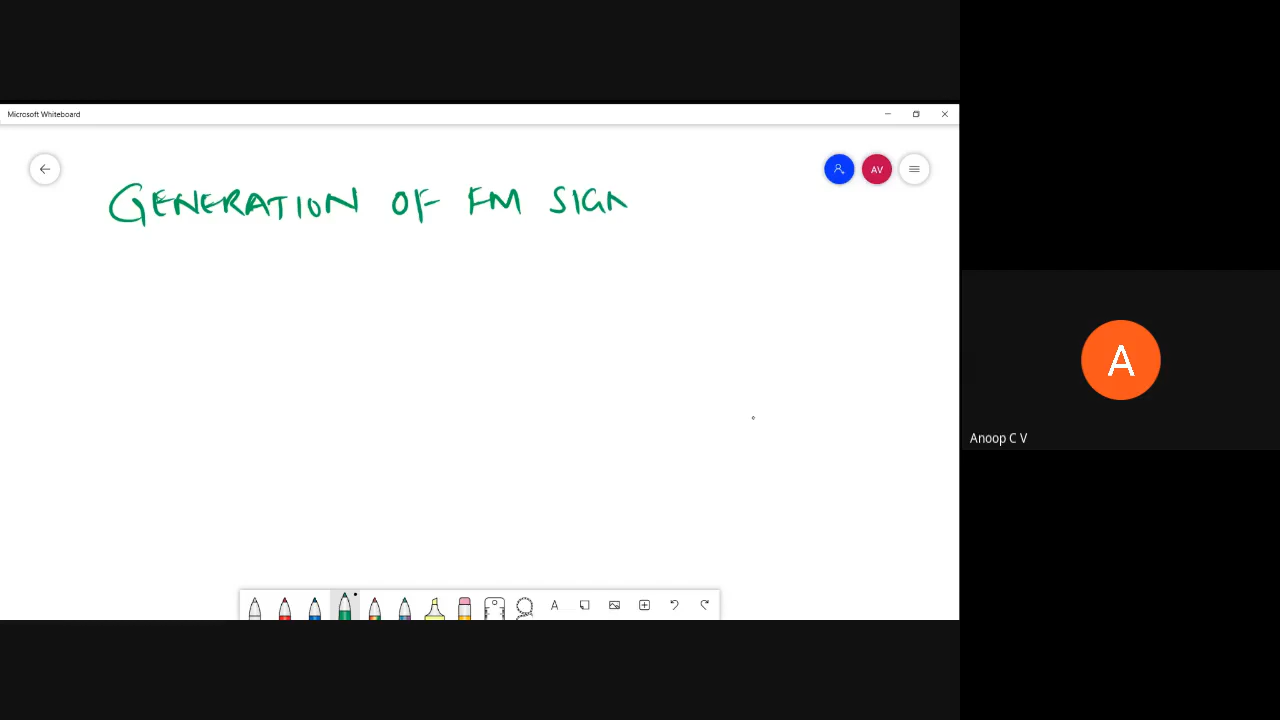 Microsoft Whiteboard
AV
GENERATION OF FM SIGN
A
A
Anoop C V